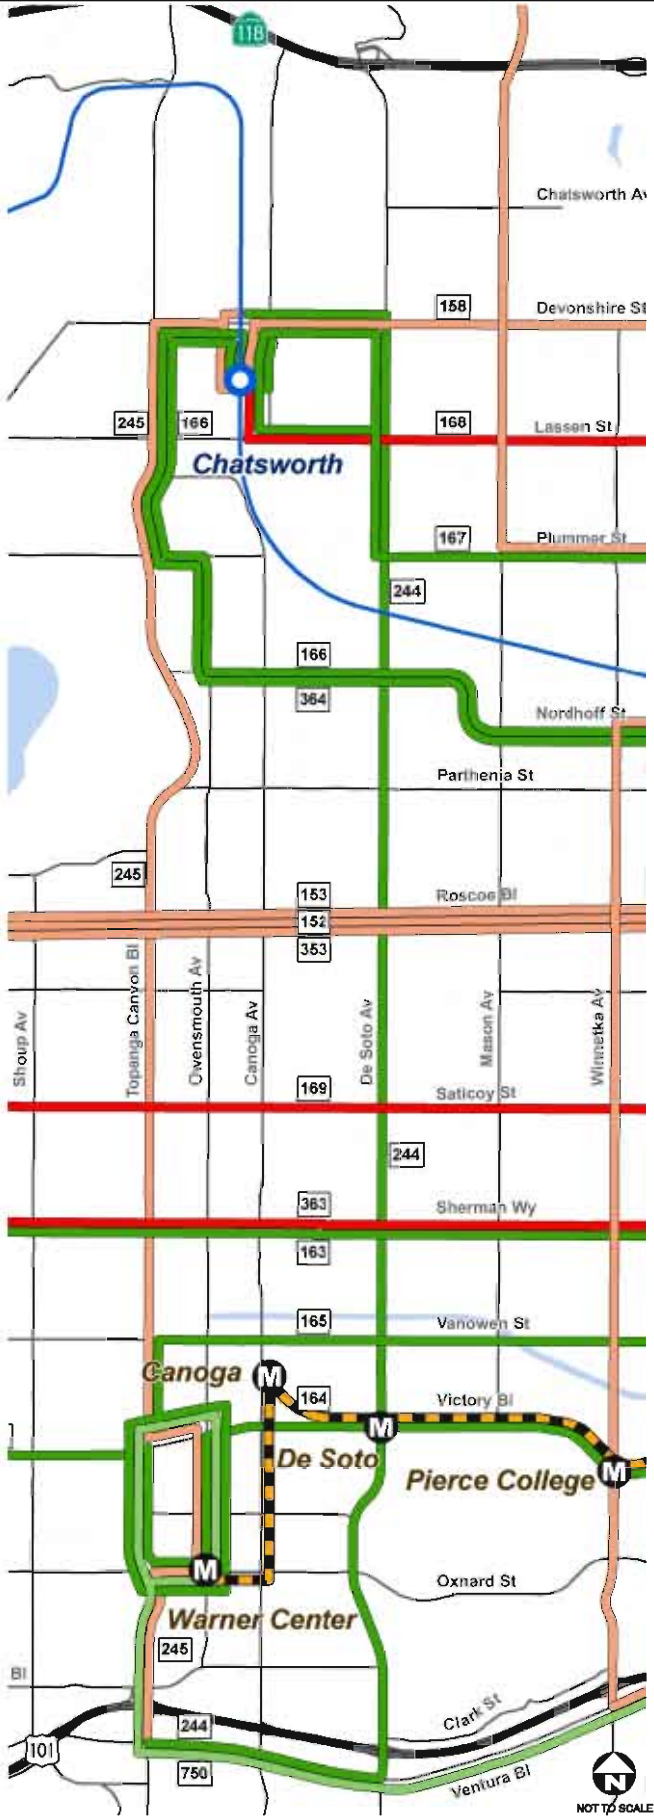 118
Chatsworth Av
158
Devonshire St
245
166
168
Lassen St
Chatsworth
167
Plummer St
244
166
364
Nordhoff St
Parthenia St
245
153
Roscoe Bl
152
353
Shoup Av
Topanga Canyon Bl
Owensmouth Av
Canoga Av
De Soto Av
Mason Av
Winnetka Av
169
Saticoy St
244
363
Sherman Wy
163
165
Vanowen St
Canoga
M
164
Victory Bl
M
De Soto
Pierce College
M
M
Oxnard St
Warner Center
245
Bl
244
Clark St
101
750
Ventura Bl
N
NOT TO SCALE